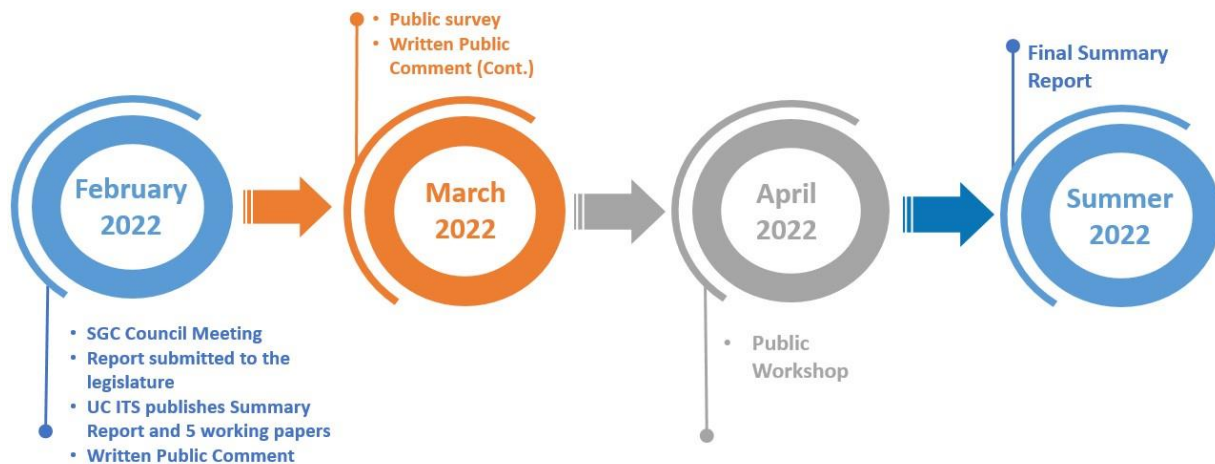 February
2022
• SGC Council Meeting
• Report submitted to the
legislature
• UC ITS publishes Summary
Report and 5 working papers
• Written Public Comment
• Public survey
• Written Public
Comment (Cont.)
March
2022
April
2022
• Public
Workshop
Final Summary
Report
Summer
2022